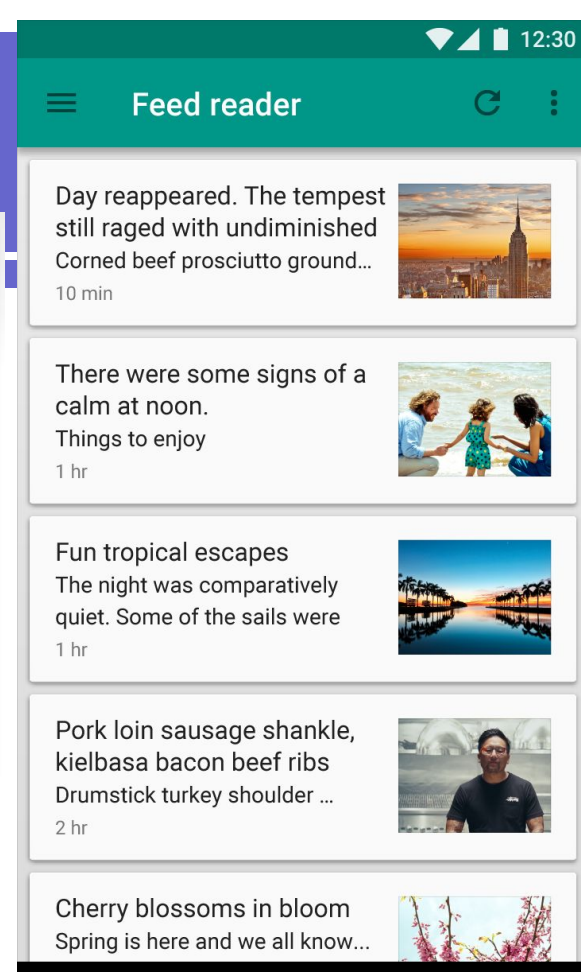 12:30
Feed reader
Day reappeared. The tempest
still raged with undiminished
Corned beef prosciutto ground...
10 min
There were some signs of a
calm at noon.
Things to enjoy
1 hr
Fun tropical escapes
The night was comparatively
quiet. Some of the sails were
1 hr
Pork loin sausage shankle,
kielbasa bacon beef ribs
Drumstick turkey shoulder ...
2 hr
Cherry blossoms in bloom
Spring is here and we all know...